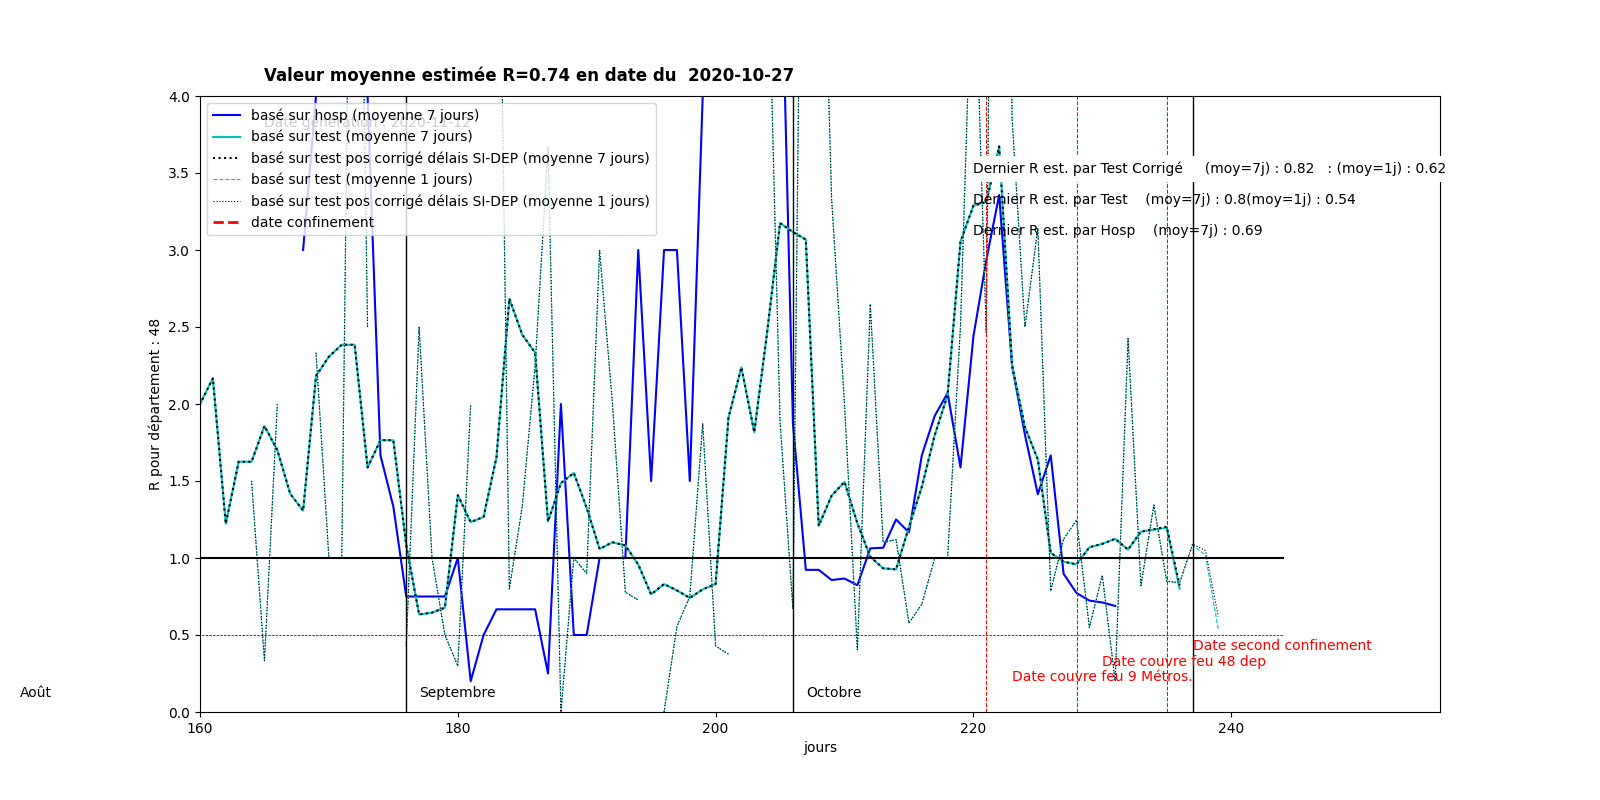 Valeur moyenne estimée R=0.74 en date du  2020-10-27
Date génération : 2020-11-12
basé sur hosp (moyenne 7 jours)
basé sur test (moyenne 7 jours)
basé sur test pos corrigé délais SI-DEP (moyenne 7 jours)
basé sur test (moyenne 1 jours)
basé sur test pos corrigé délais SI-DEP (moyenne 1 jours)
date confinement
Dernier R est. par Test Corrigé     (moy=7j) : 0.82   : (moy=1j) : 0.62
Dernier R est. par Test    (moy=7j) : 0.8(moy=1j) : 0.54
Dernier R est. par Hosp    (moy=7j) : 0.69
4.0
3.5
3.0
2.5
2.0
1.5
1.0
0.5
0.0
R pour département : 48
Date second confinement
Date couvre feu 48 dep
Date couvre feu 9 Métros.
Août
Septembre
Octobre
160
180
200
220
240
jours